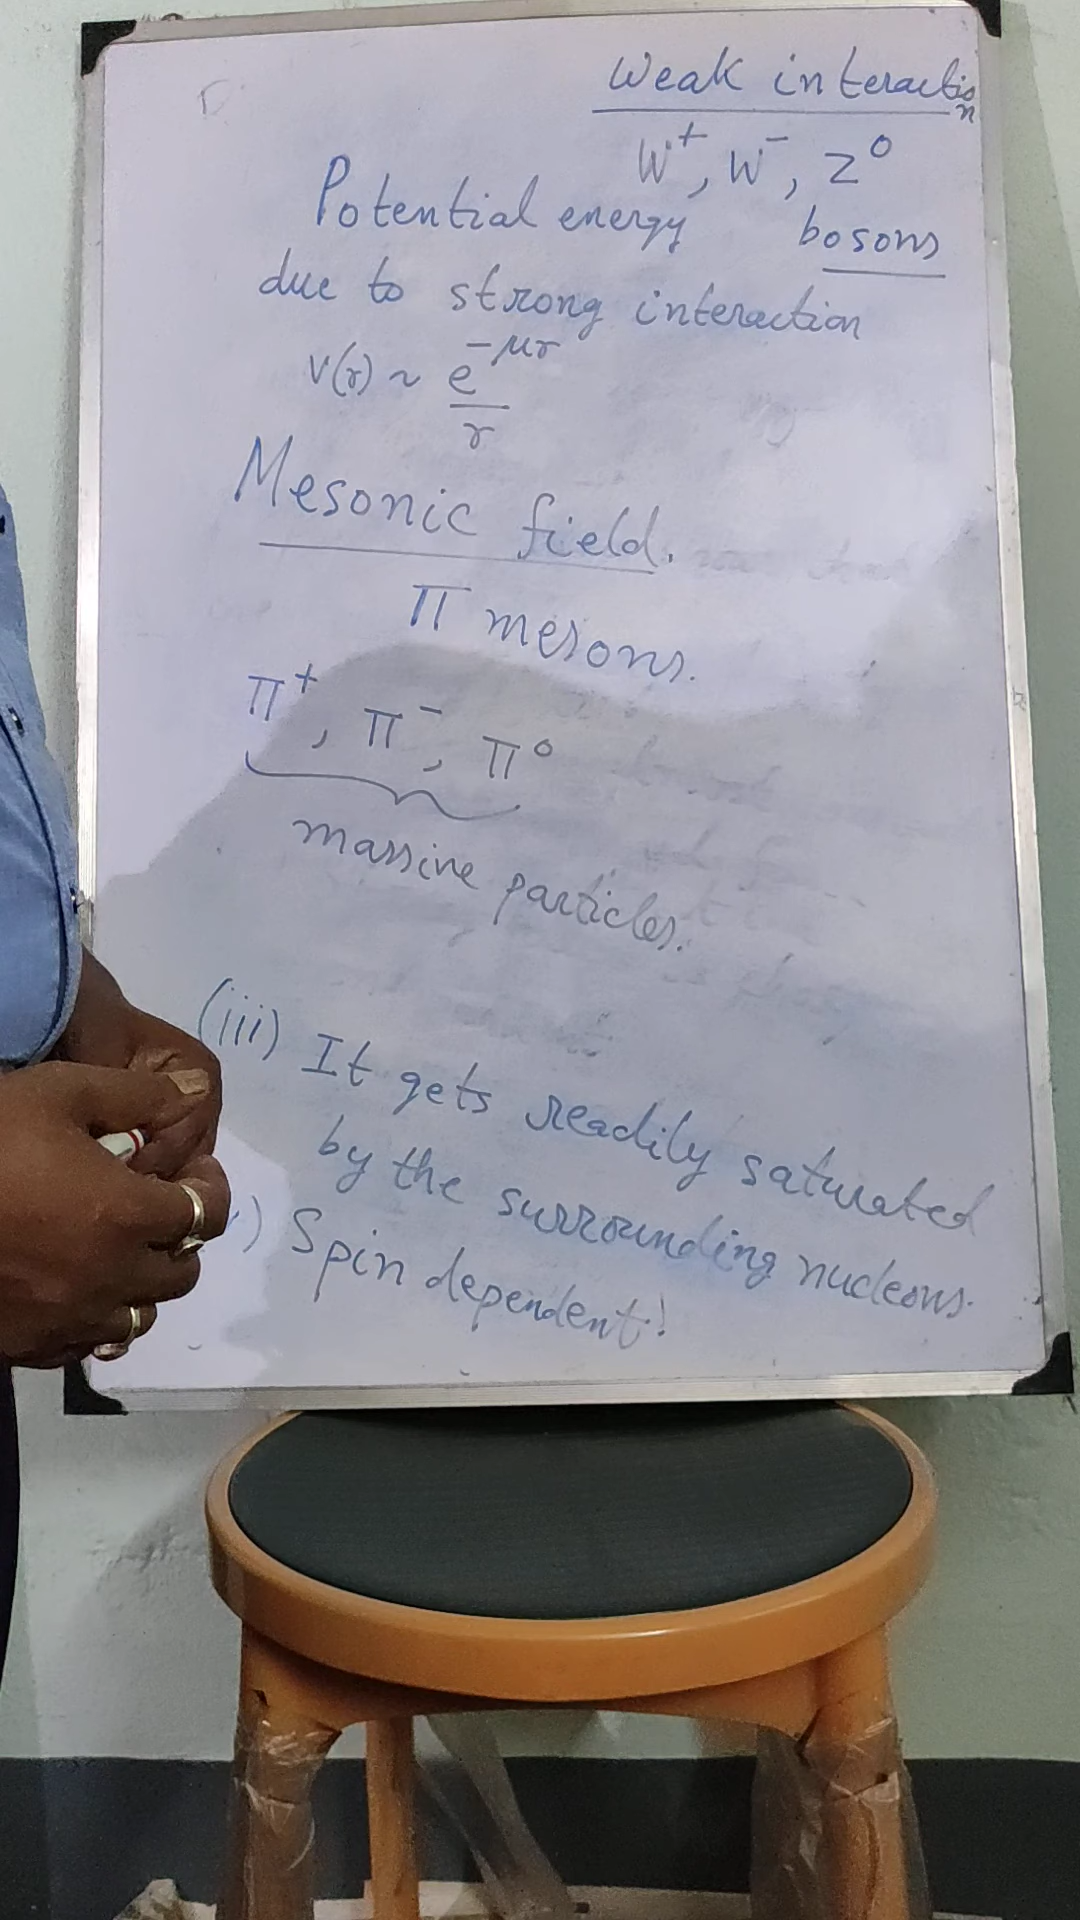 Weak interaction
W⁺, W⁻, Z⁰
bosons
Potential energy
due to strong interaction
V(r) ~ e^{-μr} / r
Mesonic field.
π mesons.
π⁺, π⁻, π⁰
massive particles.
(iii) It gets readily saturated
by the surrounding nucleons.
) Spin dependent!